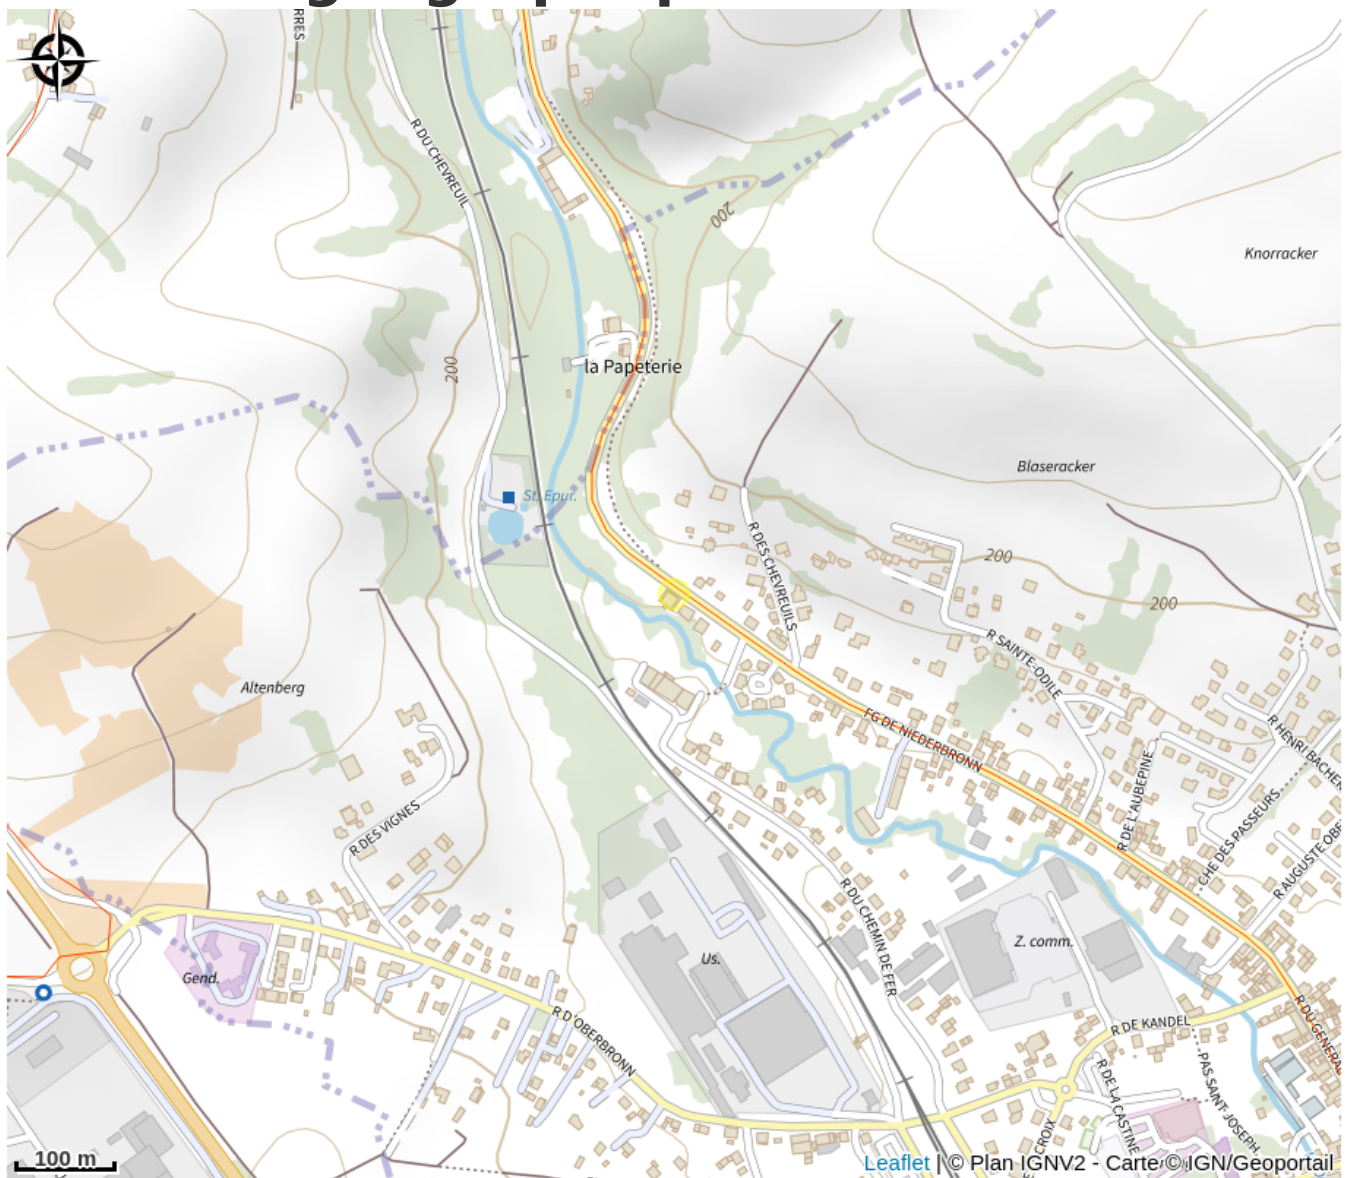 R DU CHEVREUIL
200
Knorracker
la Papeterie
200
Blaseracker
St. Epur.
R DES CHEVREUILS
200
200
R SAINTE-ODILE
Altenberg
FG DE NIEDERBRONN
R HENRI BACHER
R DE L'AUBEPINE
R DES VIGNES
CHE DES PASSEURS
R AUGUSTE OBE
R DU CHEMIN DE FER
Z. comm.
Us.
Gend.
R D'OBERBRONN
R DE KANDEL
R DU GENERAL
R DE LA CASTINE
PAS SAINT JOSEPH
CROIX
100 m
Leaflet | © Plan IGNV2 - Carte © IGN/Geoportail